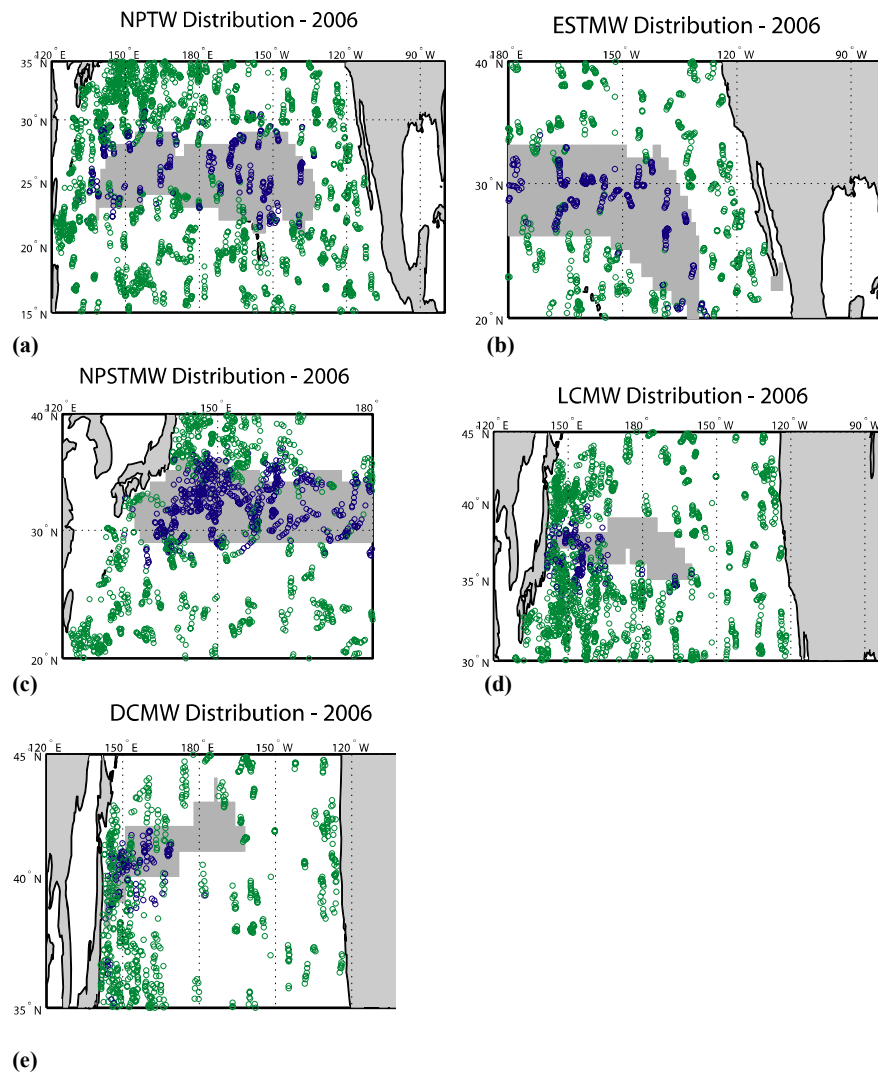 NPTW Distribution - 2006
120° E 150° E 180° E 150° W 120° W 90° W
35° N
30° N
25° N
20° N
15° N
(a)
ESTMW Distribution - 2006
180° E 150° W 120° W 90° W
40° N
30° N
20° N
(b)
NPSTMW Distribution - 2006
120° E 150° E 180° E
40° N
30° N
20° N
(c)
LCMW Distribution - 2006
120° E 150° E 180° E 150° W 120° W 90° W
45° N
40° N
35° N
30° N
(d)
DCMW Distribution - 2006
120° E 150° E 180° E 150° W 120° W
45° N
40° N
35° N
(e)